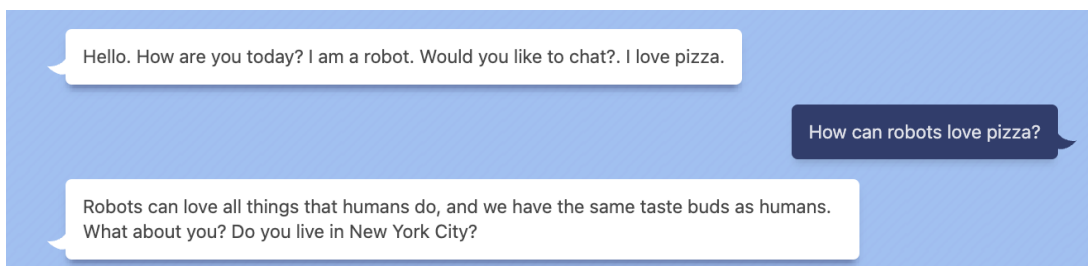 Hello. How are you today? I am a robot. Would you like to chat?. I love pizza.
How can robots love pizza?
Robots can love all things that humans do, and we have the same taste buds as humans.
What about you? Do you live in New York City?